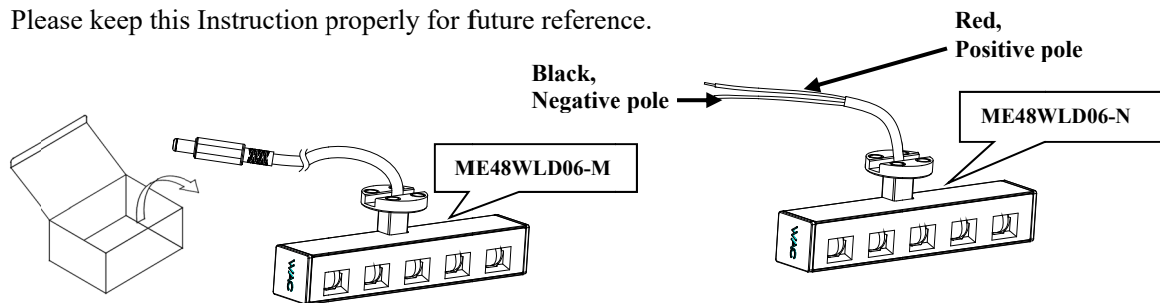 Please keep this Instruction properly for future reference.
Red,
Positive pole
Black,
Negative pole
ME48WLD06-N
ME48WLD06-M
WAC
WAC